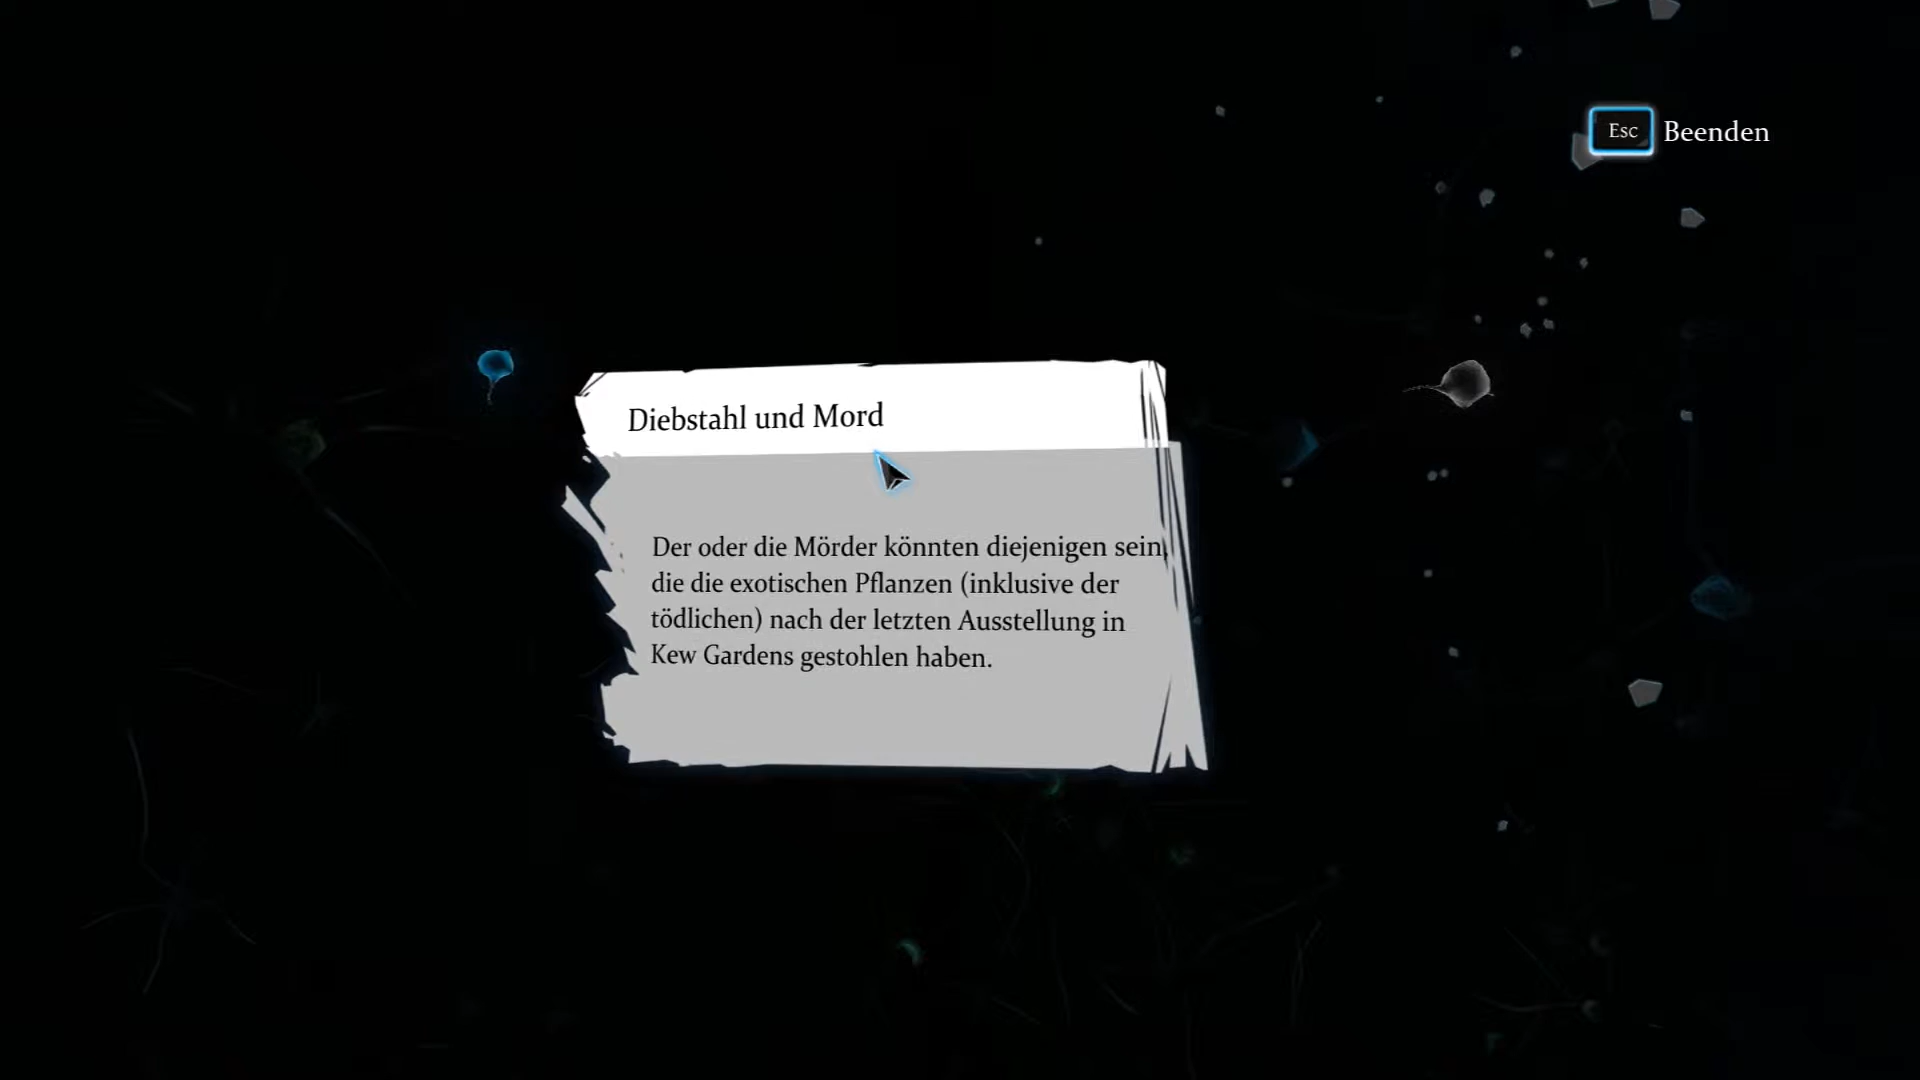 Esc Beenden
Diebstahl und Mord
Der oder die Mörder könnten diejenigen sein,
die die exotischen Pflanzen (inklusive der
tödlichen) nach der letzten Ausstellung in
Kew Gardens gestohlen haben.